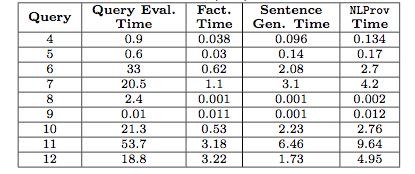 Query Query Eval. Time Fact. Time Sentence Gen. Time NLProv Time
4 0.9 0.038 0.096 0.134
5 0.6 0.03 0.14 0.17
6 33 0.62 2.08 2.7
7 20.5 1.1 3.1 4.2
8 2.4 0.001 0.001 0.002
9 0.01 0.011 0.001 0.012
10 21.3 0.53 2.23 2.76
11 53.7 3.18 6.46 9.64
12 18.8 3.22 1.73 4.95